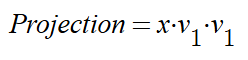 Projection = x·v₁·v₁